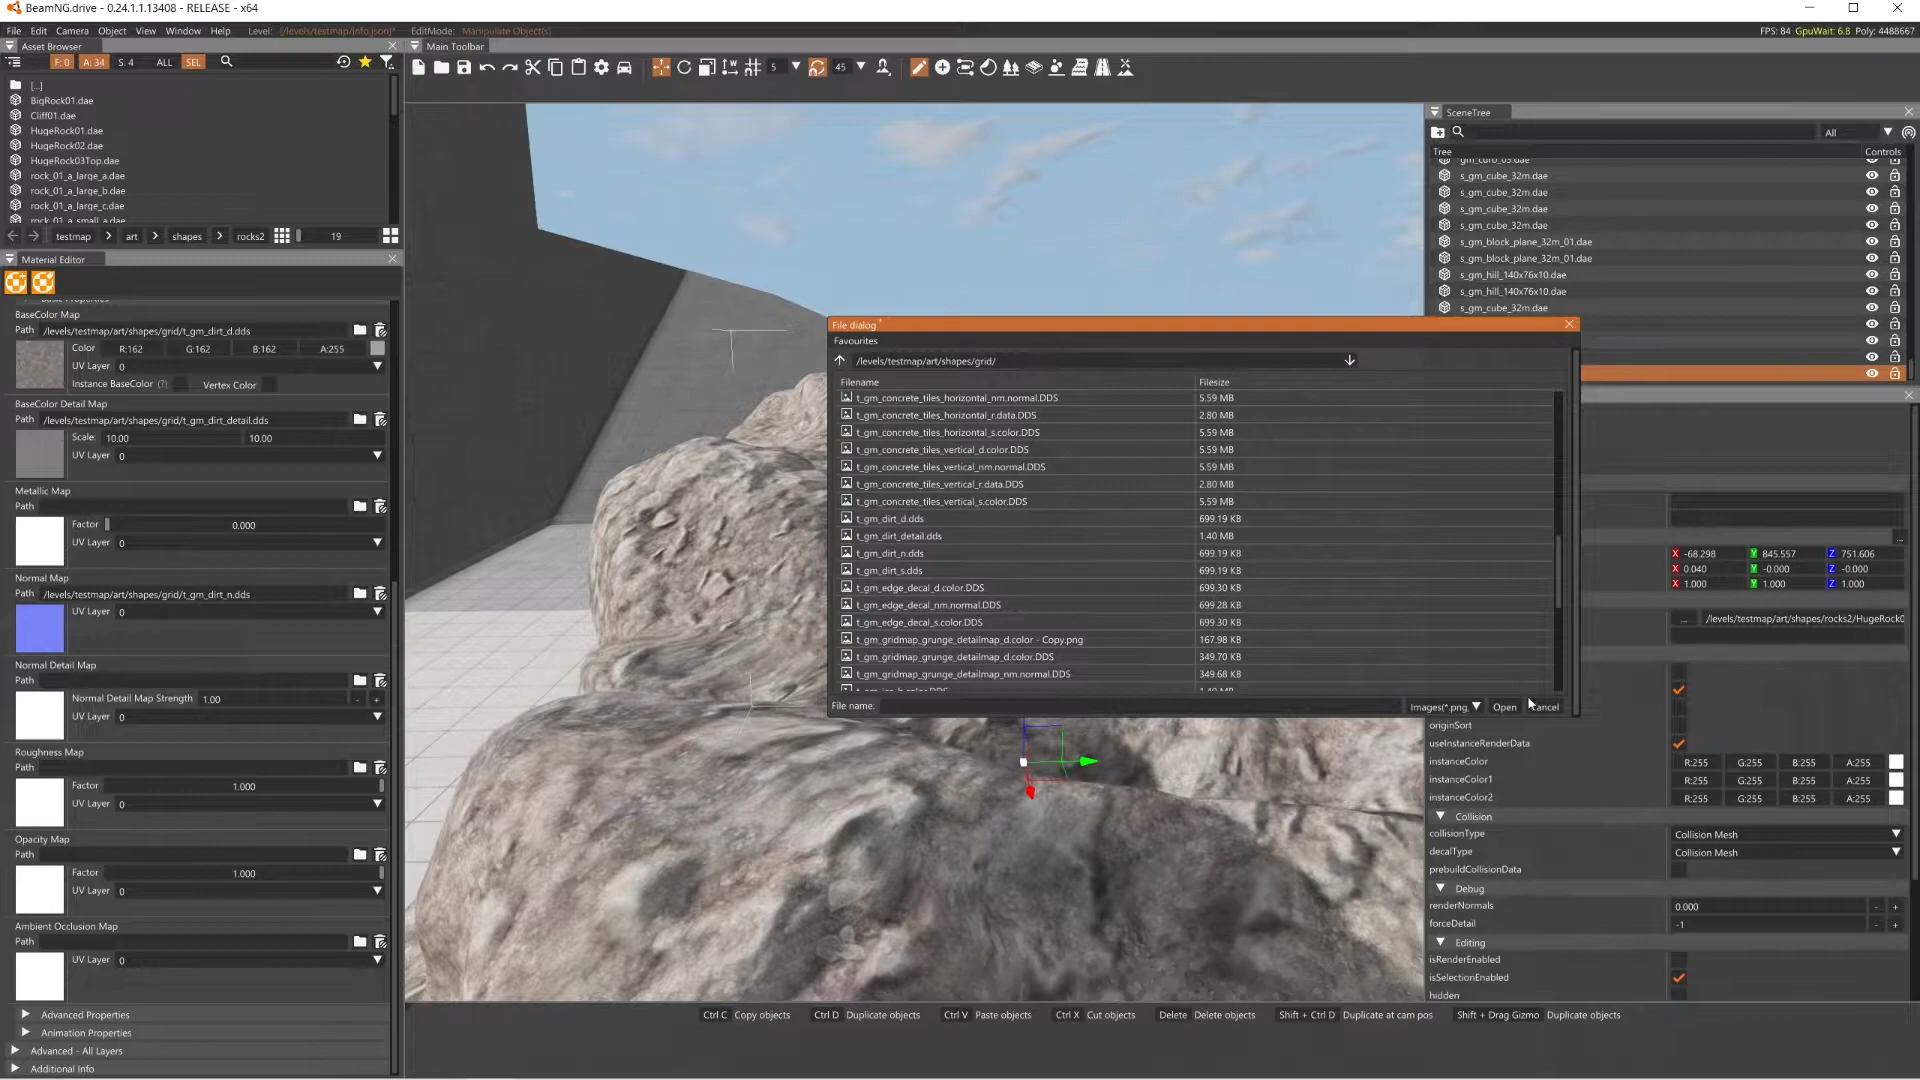 BeamNG.drive - 0.24.1.1.13408 - RELEASE - x64
File Edit Camera Object View Window Help Level: [/levels/testmap/info.json]* EditMode: Manipulate Object(s)
FPS: 84 GpuWait: 6.8 Poly: 4488667
Asset Browser
F: 0 A: 34 S: 4 ALL SEL
[..]
BigRock01.dae
Cliff01.dae
HugeRock01.dae
HugeRock02.dae
HugeRock03Top.dae
rock_01_a_large_a.dae
rock_01_a_large_b.dae
rock_01_a_large_c.dae
rock_01_a_small_a.dae
testmap art shapes rocks2 19
Material Editor
Basic Properties
BaseColor Map
Path /levels/testmap/art/shapes/grid/t_gm_dirt_d.dds
Color R:162 G:162 B:162 A:255
UV Layer 0
Instance BaseColor (?) Vertex Color
BaseColor Detail Map
Path /levels/testmap/art/shapes/grid/t_gm_dirt_detail.dds
Scale: 10.00 10.00
UV Layer 0
Metallic Map
Path
Factor 0.000
UV Layer 0
Normal Map
Path /levels/testmap/art/shapes/grid/t_gm_dirt_n.dds
UV Layer 0
Normal Detail Map
Path
Normal Detail Map Strength 1.00 - +
UV Layer 0
Roughness Map
Path
Factor 1.000
UV Layer 0
Opacity Map
Path
Factor 1.000
UV Layer 0
Ambient Occlusion Map
Path
UV Layer 0
Advanced Properties
Animation Properties
Advanced - All Layers
Additional Info
Main Toolbar
5 45
File dialog
Favourites
/levels/testmap/art/shapes/grid/
Filename Filesize
t_gm_concrete_tiles_horizontal_nm.normal.DDS 5.59 MB
t_gm_concrete_tiles_horizontal_r.data.DDS 2.80 MB
t_gm_concrete_tiles_horizontal_s.color.DDS 5.59 MB
t_gm_concrete_tiles_vertical_d.color.DDS 5.59 MB
t_gm_concrete_tiles_vertical_nm.normal.DDS 5.59 MB
t_gm_concrete_tiles_vertical_r.data.DDS 2.80 MB
t_gm_concrete_tiles_vertical_s.color.DDS 5.59 MB
t_gm_dirt_d.dds 699.19 KB
t_gm_dirt_detail.dds 1.40 MB
t_gm_dirt_n.dds 699.19 KB
t_gm_dirt_s.dds 699.19 KB
t_gm_edge_decal_d.color.DDS 699.30 KB
t_gm_edge_decal_nm.normal.DDS 699.28 KB
t_gm_edge_decal_s.color.DDS 699.30 KB
t_gm_gridmap_grunge_detailmap_d.color - Copy.png 167.98 KB
t_gm_gridmap_grunge_detailmap_d.color.DDS 349.70 KB
t_gm_gridmap_grunge_detailmap_nm.normal.DDS 349.68 KB
File name: Images(*.png, Open Cancel
SceneTree
All
Tree Controls
gm_curb_03.dae
s_gm_cube_32m.dae
s_gm_cube_32m.dae
s_gm_cube_32m.dae
s_gm_cube_32m.dae
s_gm_block_plane_32m_01.dae
s_gm_block_plane_32m_01.dae
s_gm_hill_140x76x10.dae
s_gm_hill_140x76x10.dae
s_gm_cube_32m.dae
...
X -68.298 Y 845.557 Z 751.606
X 0.040 Y -0.000 Z -0.000
X 1.000 Y 1.000 Z 1.000
... /levels/testmap/art/shapes/rocks2/HugeRock0
originSort
useInstanceRenderData
instanceColor R:255 G:255 B:255 A:255
instanceColor1 R:255 G:255 B:255 A:255
instanceColor2 R:255 G:255 B:255 A:255
Collision
collisionType Collision Mesh
decalType Collision Mesh
prebuildCollisionData
Debug
renderNormals 0.000 - +
forceDetail -1 - +
Editing
isRenderEnabled
isSelectionEnabled
hidden
Ctrl C Copy objects Ctrl D Duplicate objects Ctrl V Paste objects Ctrl X Cut objects Delete Delete objects Shift + Ctrl D Duplicate at cam pos Shift + Drag Gizmo Duplicate objects